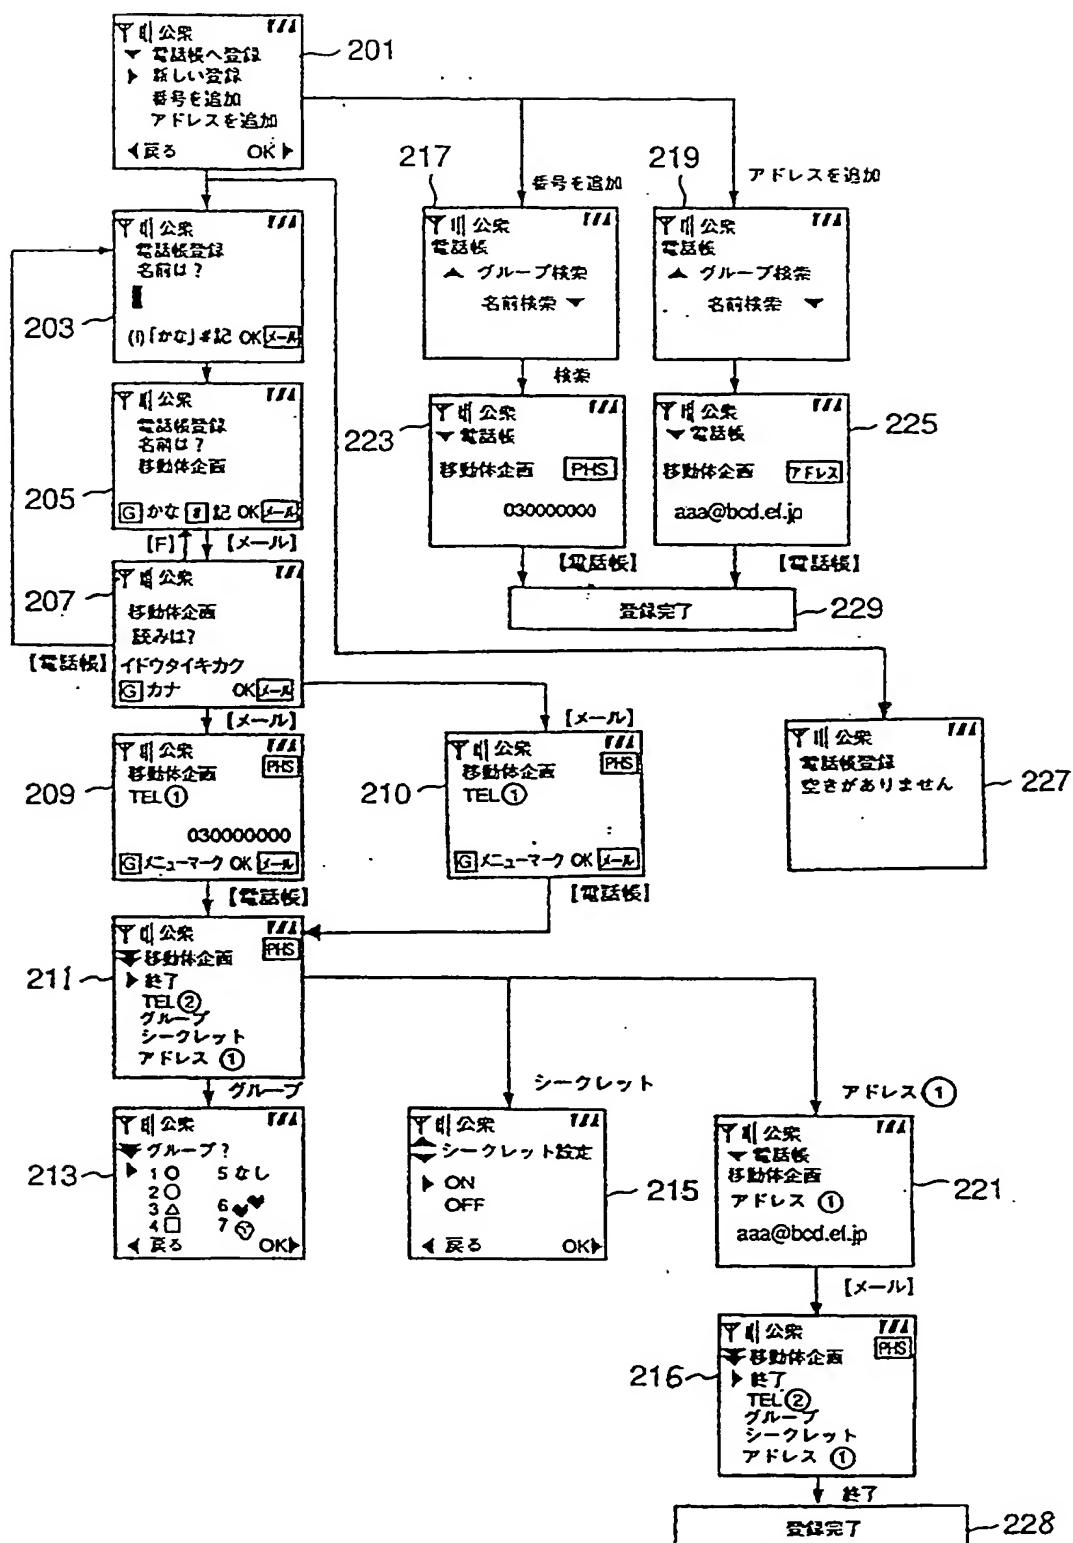 公衆
電話帳へ登録
新しい登録
番号を追加
アドレスを追加
戻る OK
201
217
219
番号を追加
アドレスを追加
公衆
電話帳登録
名前は?
(1)「かな」#記 OK メール
203
公衆
電話帳
グループ検索
名前検索
公衆
電話帳
グループ検索
名前検索
検索
公衆
電話帳登録
名前は?
移動体企画
G かな # 記 OK メール
205
[F]
【メール】
公衆
電話帳
移動体企画 PHS
030000000
223
【電話帳】
公衆
電話帳
移動体企画 アドレス
aaa@bcd.ef.jp
225
【電話帳】
登録完了
229
公衆
移動体企画
読みは?
イドウタイキカク
G カナ OK メール
207
【電話帳】
【メール】
【メール】
公衆
移動体企画 PHS
TEL①
030000000
G メニューマーク OK メール
209
【電話帳】
公衆
移動体企画 PHS
TEL①
G メニューマーク OK メール
210
【電話帳】
公衆
電話帳登録
空きがありません
227
公衆
移動体企画 PHS
終了
TEL②
グループ
シークレット
アドレス ①
211
グループ
シークレット
アドレス ①
公衆
グループ?
1 ○ 5 なし
2 ○
3 △ 6
4 □ 7
戻る OK
213
公衆
シークレット設定
ON
OFF
戻る OK
215
公衆
電話帳
移動体企画
アドレス ①
aaa@bcd.ef.jp
221
【メール】
公衆
移動体企画 PHS
終了
TEL②
グループ
シークレット
アドレス ①
216
終了
登録完了
228